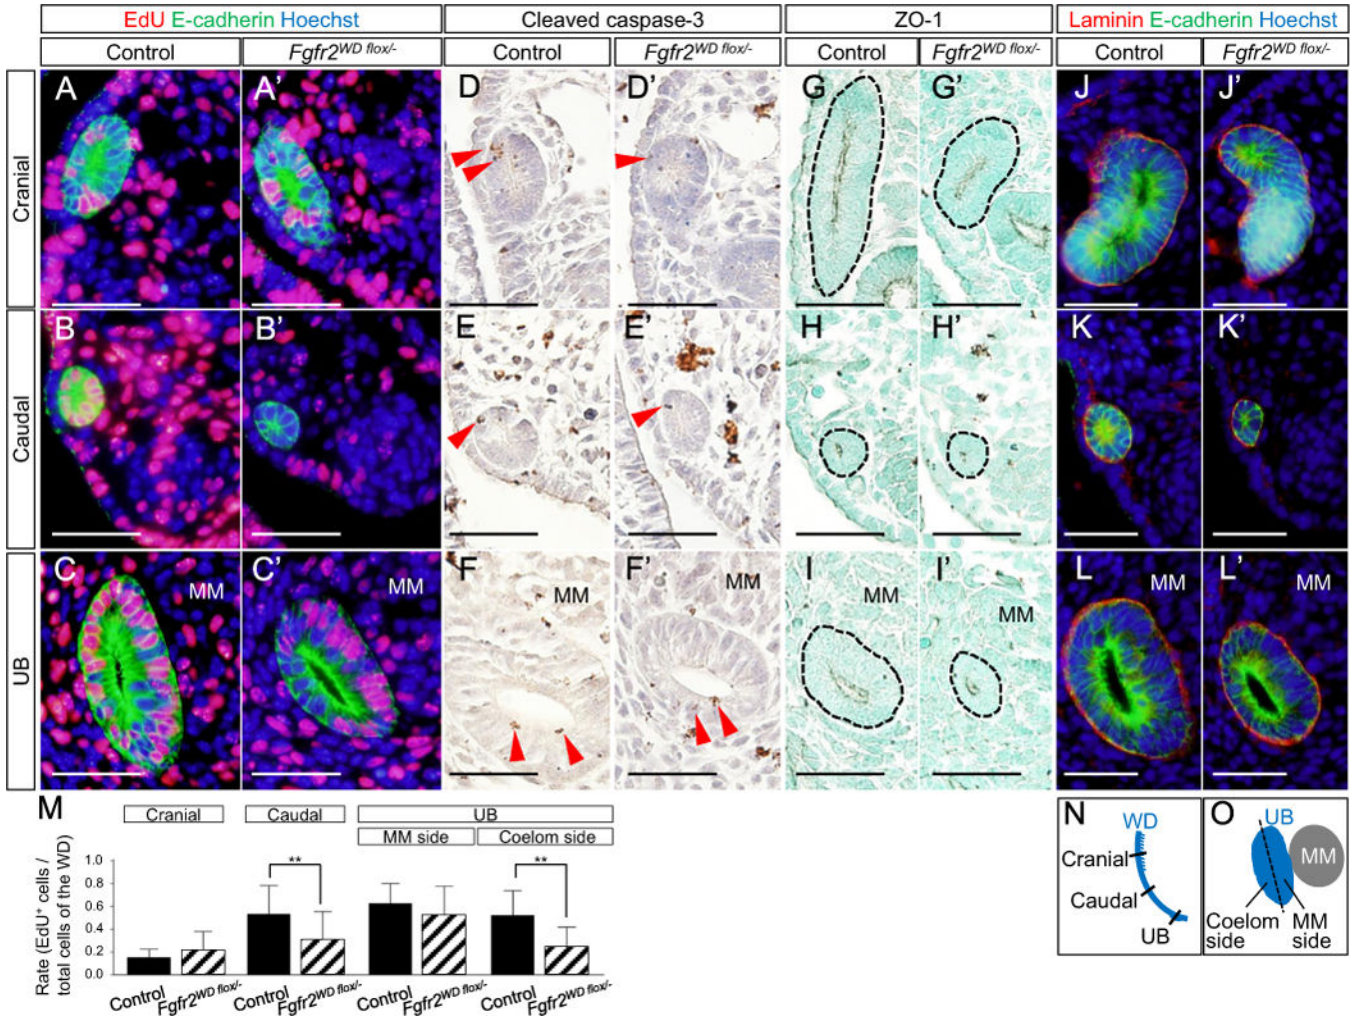 EdU E-cadherin Hoechst
Cleaved caspase-3
ZO-1
Laminin E-cadherin Hoechst
Control
Fgfr2WD flox/-
Control
Fgfr2WD flox/-
Control
Fgfr2WD flox/-
Control
Fgfr2WD flox/-
Cranial
A
A'
D
D'
G
G'
J
J'
Caudal
B
B'
E
E'
H
H'
K
K'
UB
C
MM
C'
F
MM
F'
MM
I
MM
I'
MM
L
MM
L'
MM
M
Cranial
Caudal
UB
MM side
Coelom side
Rate (EdU+ cells /
total cells of the WD)
1.0
0.8
0.6
0.4
0.2
0.0
**
**
Control
Fgfr2WD flox/-
Control
Fgfr2WD flox/-
Control
Fgfr2WD flox/-
Control
Fgfr2WD flox/-
N
WD
Cranial
Caudal
UB
O
UB
MM
Coelom
side
MM
side